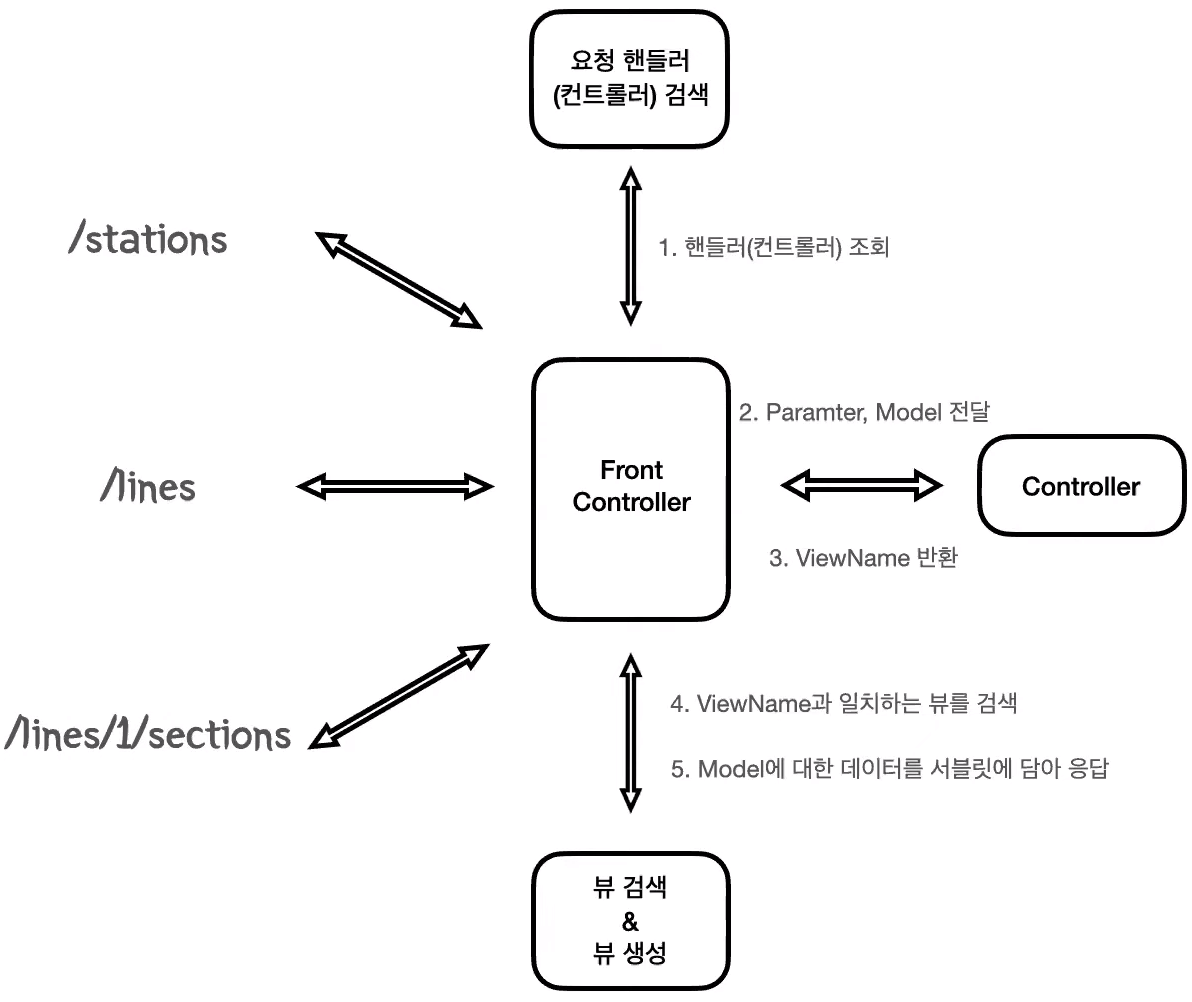 요청 핸들러
(컨트롤러) 검색
/stations
1. 핸들러(컨트롤러) 조회
2. Paramter, Model 전달
/lines
Front
Controller
Controller
3. ViewName 반환
/lines/1/sections
4. ViewName과 일치하는 뷰를 검색
5. Model에 대한 데이터를 서블릿에 담아 응답
뷰 검색
&
뷰 생성